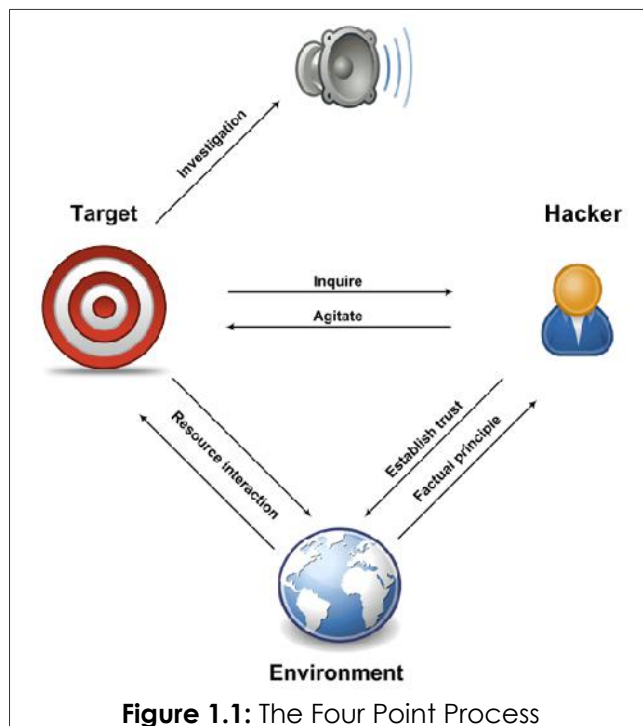 Investigation
Target
Hacker
Inquire
Agitate
Resource interaction
Establish trust
Factual principle
Environment
Figure 1.1: The Four Point Process